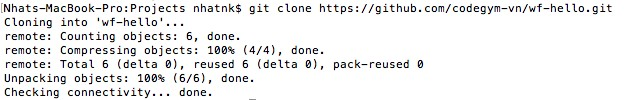 Nhats-MacBook-Pro:Projects nhatnk$ git clone https://github.com/codegym-vn/wf-hello.git
Cloning into 'wf-hello'...
remote: Counting objects: 6, done.
remote: Compressing objects: 100% (4/4), done.
remote: Total 6 (delta 0), reused 6 (delta 0), pack-reused 0
Unpacking objects: 100% (6/6), done.
Checking connectivity... done.